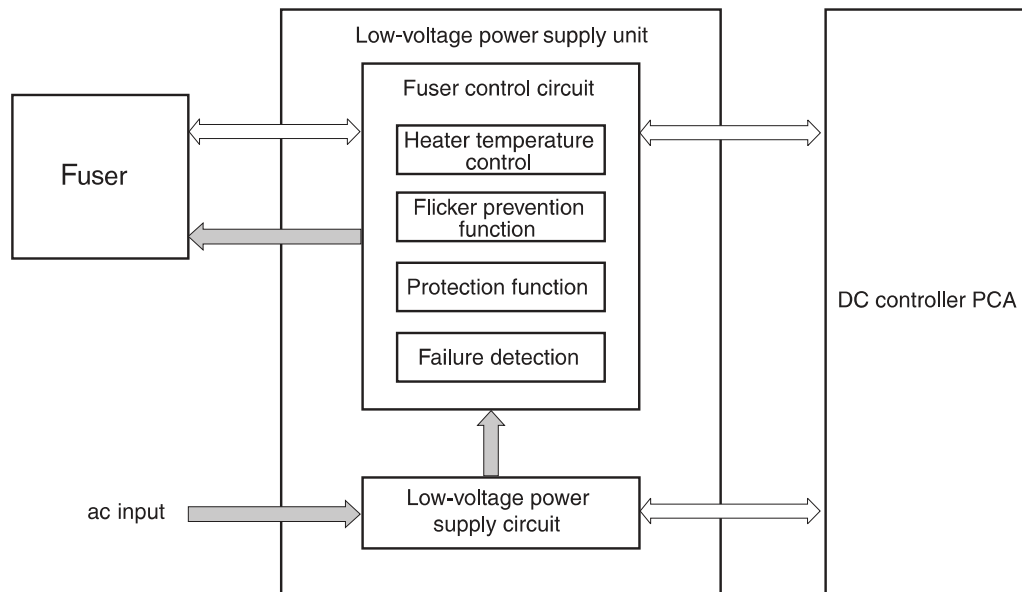 Low-voltage power supply unit
Fuser control circuit
Heater temperature
control
Fuser
Flicker prevention
function
Protection function
DC controller PCA
Failure detection
Low-voltage power
supply circuit
ac input